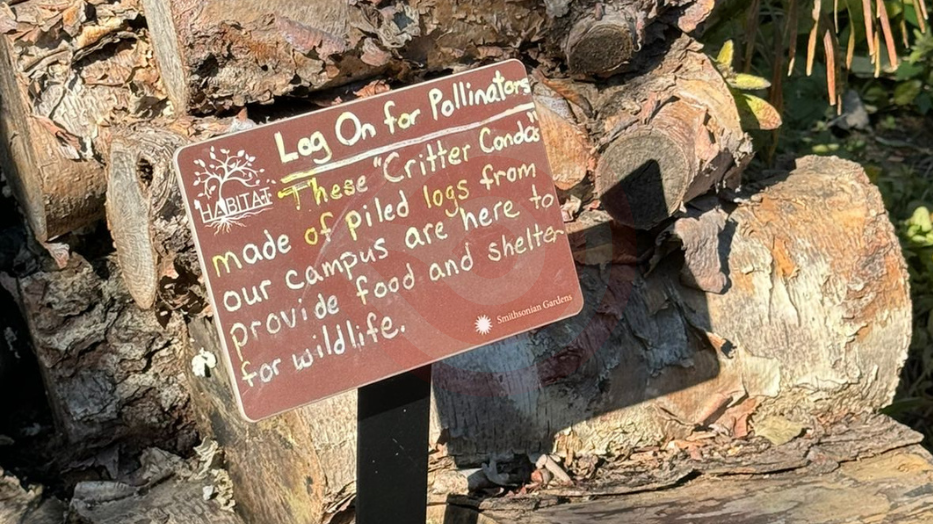 Log On for Pollinators
HABITAT
These "Critter Condos"
made of piled logs from
our campus are here to
provide food and shelter
for wildlife.
Smithsonian Gardens